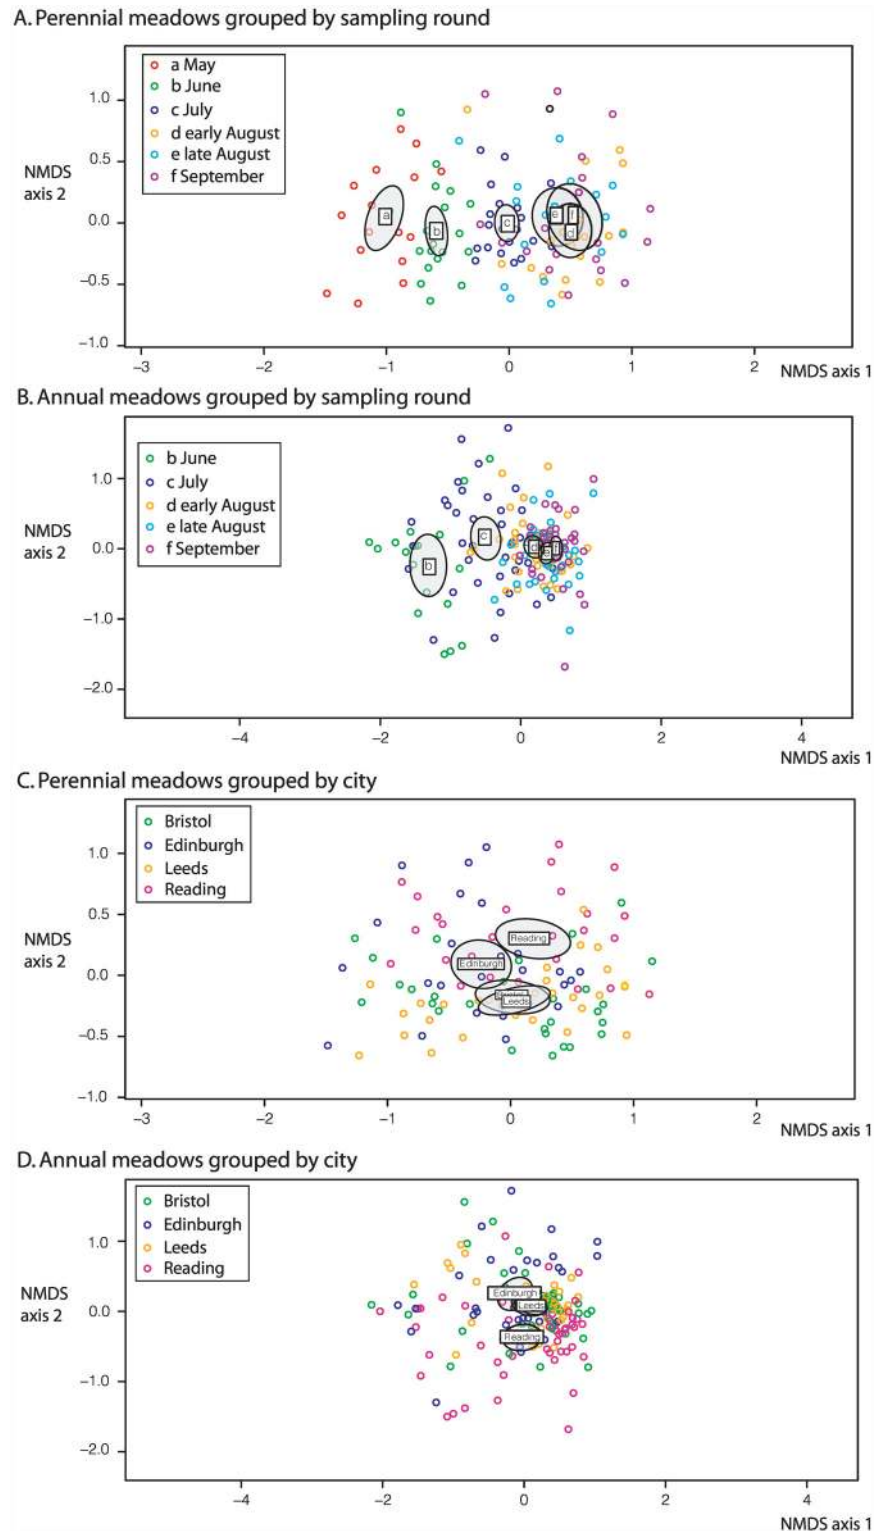 A. Perennial meadows grouped by sampling round
a May
b June
c July
d early August
e late August
f September
NMDS
axis 2
1.0
0.5
0.0
−0.5
−1.0
a
b
c
e
f
d
−3
−2
−1
0
1
2
NMDS axis 1
B. Annual meadows grouped by sampling round
b June
c July
d early August
e late August
f September
NMDS
axis 2
1.0
0.0
−1.0
−2.0
b
c
d
e
f
−4
−2
0
2
4
NMDS axis 1
C. Perennial meadows grouped by city
Bristol
Edinburgh
Leeds
Reading
NMDS
axis 2
1.0
0.5
0.0
−0.5
−1.0
Reading
Edinburgh
Leeds
−3
−2
−1
0
1
2
NMDS axis 1
D. Annual meadows grouped by city
Bristol
Edinburgh
Leeds
Reading
NMDS
axis 2
1.0
0.0
−1.0
−2.0
Edinburgh
Leeds
Reading
−4
−2
0
2
4
NMDS axis 1